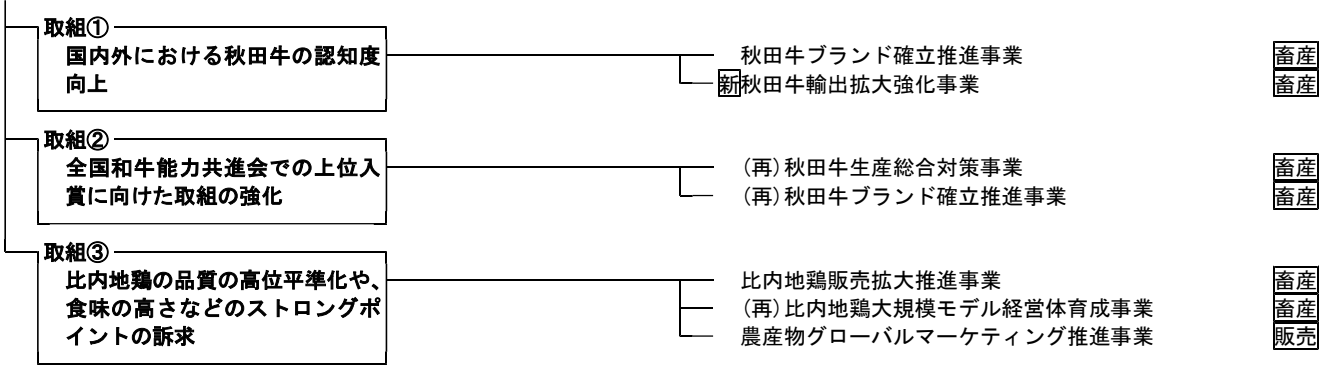 取組①
国内外における秋田牛の認知度 秋田牛ブランド確立推進事業 畜産
向上 新秋田牛輸出拡大強化事業 畜産
取組②
全国和牛能力共進会での上位入 (再)秋田牛生産総合対策事業 畜産
賞に向けた取組の強化 (再)秋田牛ブランド確立推進事業 畜産
取組③
比内地鶏の品質の高位平準化や、 比内地鶏販売拡大推進事業 畜産
食味の高さなどのストロングポ (再)比内地鶏大規模モデル経営体育成事業 畜産
イントの訴求 農産物グローバルマーケティング推進事業 販売